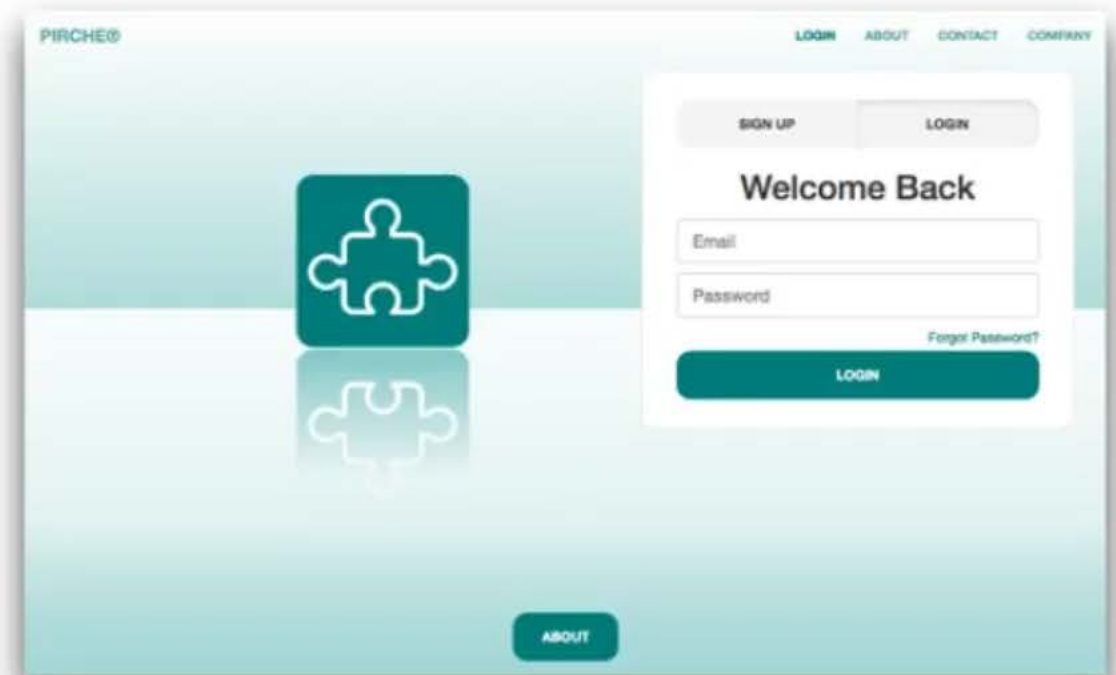 PIRCHE®
LOGIN ABOUT CONTACT COMPANY
SIGN UP LOGIN
Welcome Back
Email
Password
Forgot Password?
LOGIN
ABOUT